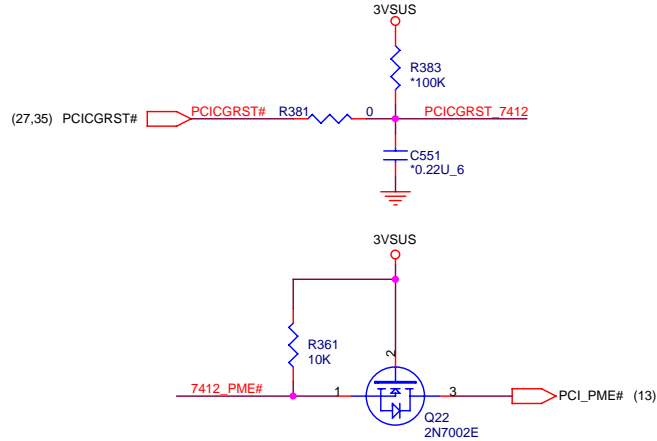 3VSUS
R383
*100K
(27,35) PCICGRST# PCICGRST# R381 0 PCICGRST_7412
C551
*0.22U_6
3VSUS
R361
10K
2
7412_PME# 1 3 PCI_PME# (13)
Q22
2N7002E